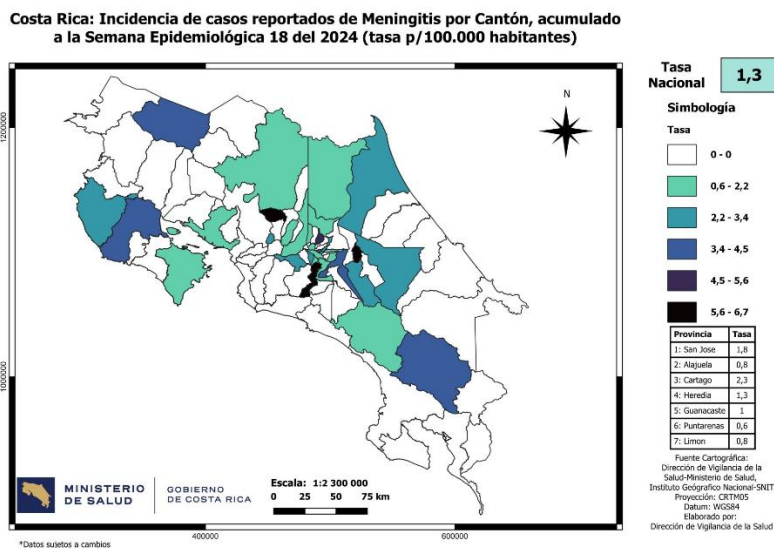 Costa Rica: Incidencia de casos reportados de Meningitis por Cantón, acumulado
a la Semana Epidemiológica 18 del 2024 (tasa p/100.000 habitantes)
Tasa
Nacional
1,3
N
Simbología
Tasa
0 - 0
0,6 - 2,2
2,2 - 3,4
3,4 - 4,5
4,5 - 5,6
5,6 - 6,7
Provincia Tasa
1: San Jose 1,8
2: Alajuela 0,8
3: Cartago 2,3
4: Heredia 1,3
5: Guanacaste 1
6: Puntarenas 0,6
7: Limon 0,8
Fuente Cartográfica:
Dirección de Vigilancia de la
Salud-Ministerio de Salud,
Instituto Géografico Nacional-SNIT
Proyección: CRTM05
Datum: WGS84
Elaborado por:
Dirección de Vigilancia de la Salud
1200000
1000000
MINISTERIO
DE SALUD
GOBIERNO
DE COSTA RICA
Escala: 1:2 300 000
0 25 50 75 km
400000
600000
*Datos sujetos a cambios